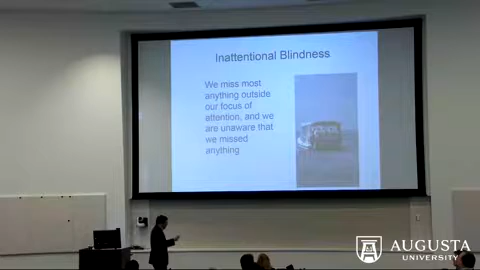 Inattentional Blindness
We miss most
anything outside
our focus of
attention, and we
are unaware that
we missed
anything
AUGUSTA
UNIVERSITY